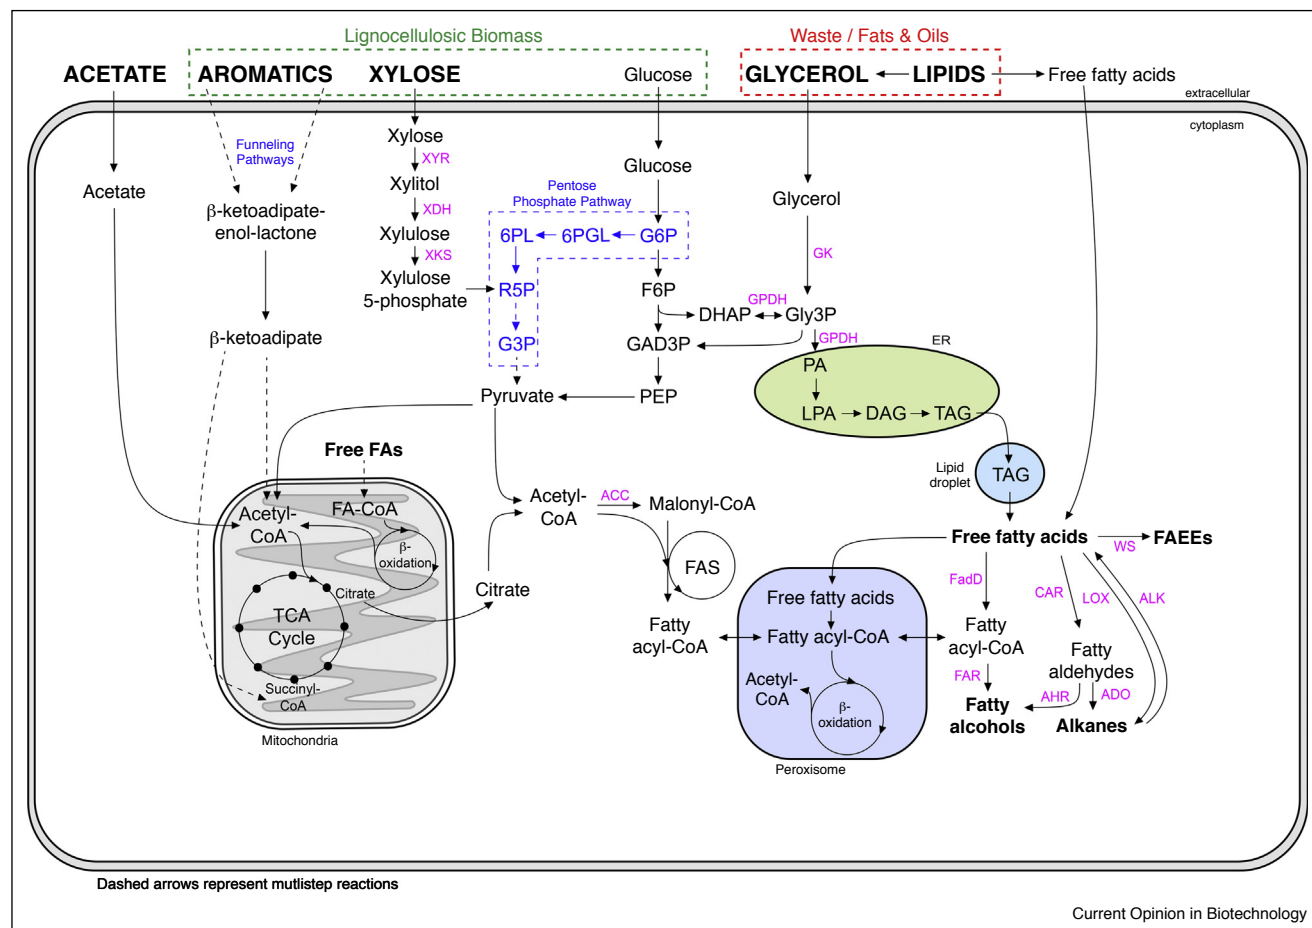 Lignocellulosic Biomass
Waste / Fats & Oils
ACETATE
AROMATICS
XYLOSE
Glucose
GLYCEROL
LIPIDS
Free fatty acids
extracellular
cytoplasm
Funneling
Pathways
Xylose
XYR
Xylitol
XDH
Xylulose
XKS
Xylulose
5-phosphate
Acetate
β-ketoadipate-
enol-lactone
β-ketoadipate
Glucose
Pentose
Phosphate Pathway
6PL
6PGL
G6P
R5P
G3P
F6P
GAD3P
PEP
Pyruvate
Glycerol
GK
DHAP
GPDH
Gly3P
GPDH
ER
PA
LPA
DAG
TAG
Lipid
droplet
TAG
Free FAs
FA-CoA
Acetyl-
CoA
β-
oxidation
Citrate
TCA
Cycle
Succinyl-
CoA
Mitochondria
Citrate
Acetyl-
CoA
ACC
Malonyl-CoA
FAS
Fatty
acyl-CoA
Free fatty acids
Fatty acyl-CoA
Acetyl-
CoA
β-
oxidation
Peroxisome
Free fatty acids
WS
FAEEs
FadD
CAR
LOX
ALK
Fatty
acyl-CoA
FAR
Fatty
alcohols
Fatty
aldehydes
AHR
ADO
Alkanes
Dashed arrows represent mutlistep reactions
Current Opinion in Biotechnology